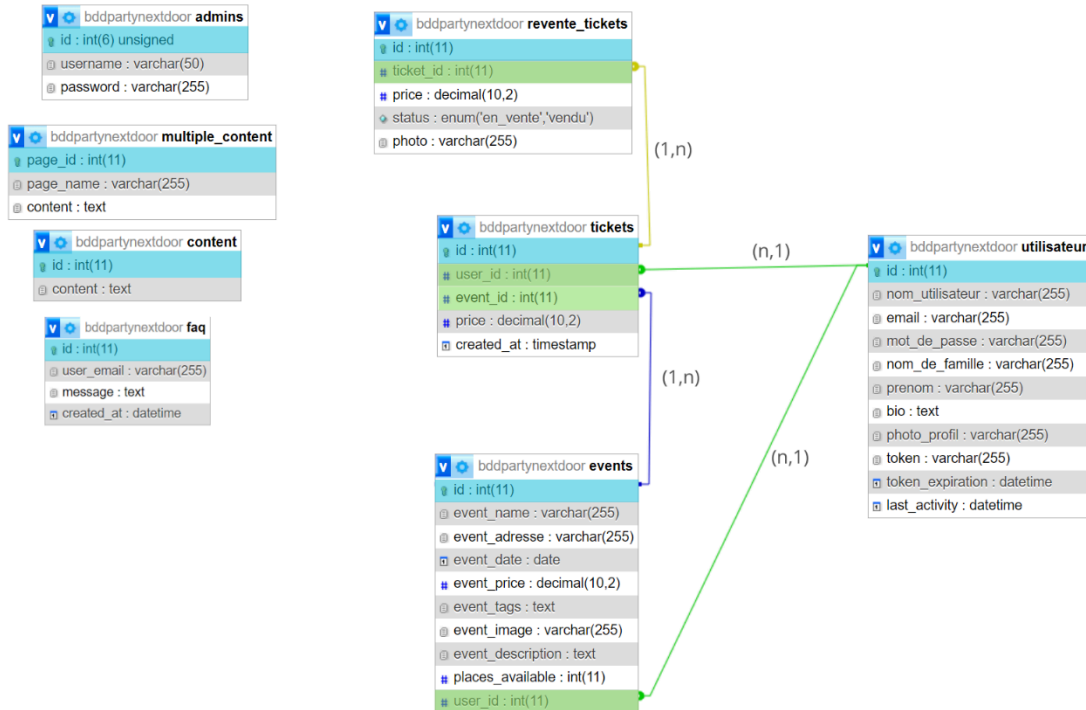 v bddpartynextdoor admins
id : int(6) unsigned
username : varchar(50)
password : varchar(255)
v bddpartynextdoor multiple_content
page_id : int(11)
page_name : varchar(255)
content : text
v bddpartynextdoor content
id : int(11)
content : text
v bddpartynextdoor faq
id : int(11)
user_email : varchar(255)
message : text
created_at : datetime
v bddpartynextdoor revente_tickets
id : int(11)
# ticket_id : int(11)
# price : decimal(10,2)
status : enum('en_vente','vendu')
photo : varchar(255)
(1,n)
v bddpartynextdoor tickets
id : int(11)
# user_id : int(11)
# event_id : int(11)
# price : decimal(10,2)
created_at : timestamp
(n,1)
(1,n)
(n,1)
v bddpartynextdoor events
id : int(11)
event_name : varchar(255)
event_adresse : varchar(255)
event_date : date
# event_price : decimal(10,2)
event_tags : text
event_image : varchar(255)
event_description : text
# places_available : int(11)
# user_id : int(11)
v bddpartynextdoor utilisateur
id : int(11)
nom_utilisateur : varchar(255)
email : varchar(255)
mot_de_passe : varchar(255)
nom_de_famille : varchar(255)
prenom : varchar(255)
bio : text
photo_profil : varchar(255)
token : varchar(255)
token_expiration : datetime
last_activity : datetime